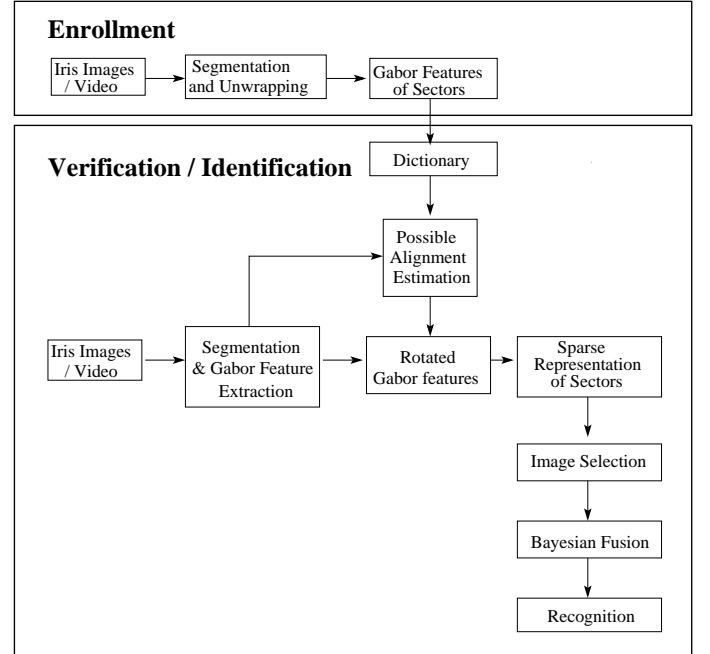 Enrollment
Iris Images
/ Video
Segmentation
and Unwrapping
Gabor Features
of Sectors
Verification / Identification
Dictionary
Possible
Alignment
Estimation
Iris Images
/ Video
Segmentation
& Gabor Feature
Extraction
Rotated
Gabor features
Sparse
Representation
of Sectors
Image Selection
Bayesian Fusion
Recognition